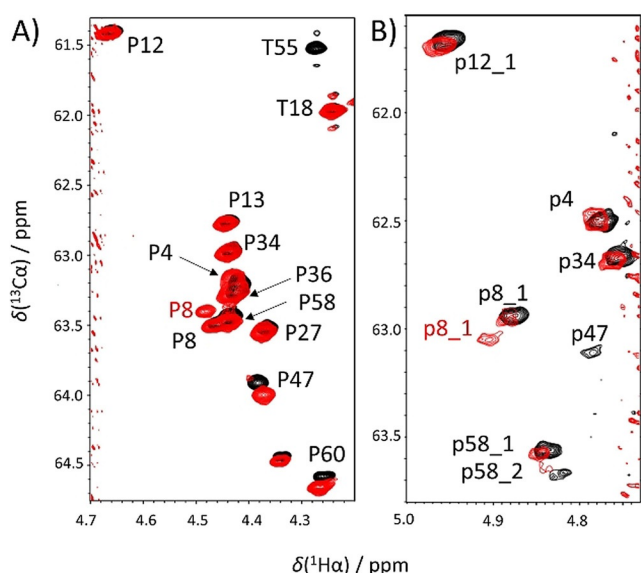 A)
61.5
62.0
62.5
63.0
63.5
64.0
64.5
δ(¹³Cα) / ppm
P12
T55
T18
P13
P34
P4
P36
P8
P58
P8
P27
P47
P60
4.7
4.6
4.5
4.4
4.3
4.2
B)
62.0
62.5
63.0
63.5
p12_1
p4
p34
p8_1
p8_1
p47
p58_1
p58_2
5.0
4.9
4.8
δ(¹Hα) / ppm